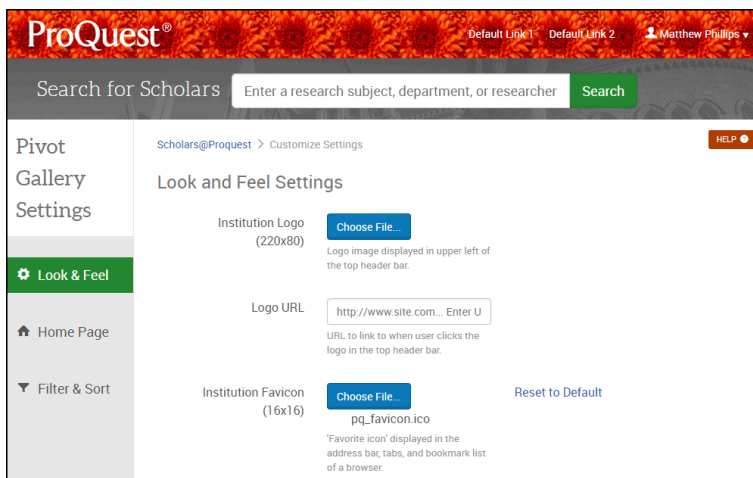 ProQuest®
Default Link 1 Default Link 2 Matthew Phillips
Search for Scholars Enter a research subject, department, or researcher Search
Pivot
Gallery
Settings
Scholars@Proquest > Customize Settings
HELP ?
Look and Feel Settings
Institution Logo
(220x80)
Choose File...
Logo image displayed in upper left of
the top header bar.
Look & Feel
Logo URL
http://www.site.com... Enter U
URL to link to when user clicks the
logo in the top header bar.
Home Page
Filter & Sort
Institution Favicon
(16x16)
Choose File...
Reset to Default
pq_favicon.ico
'Favorite icon' displayed in the
address bar, tabs, and bookmark list
of a browser.